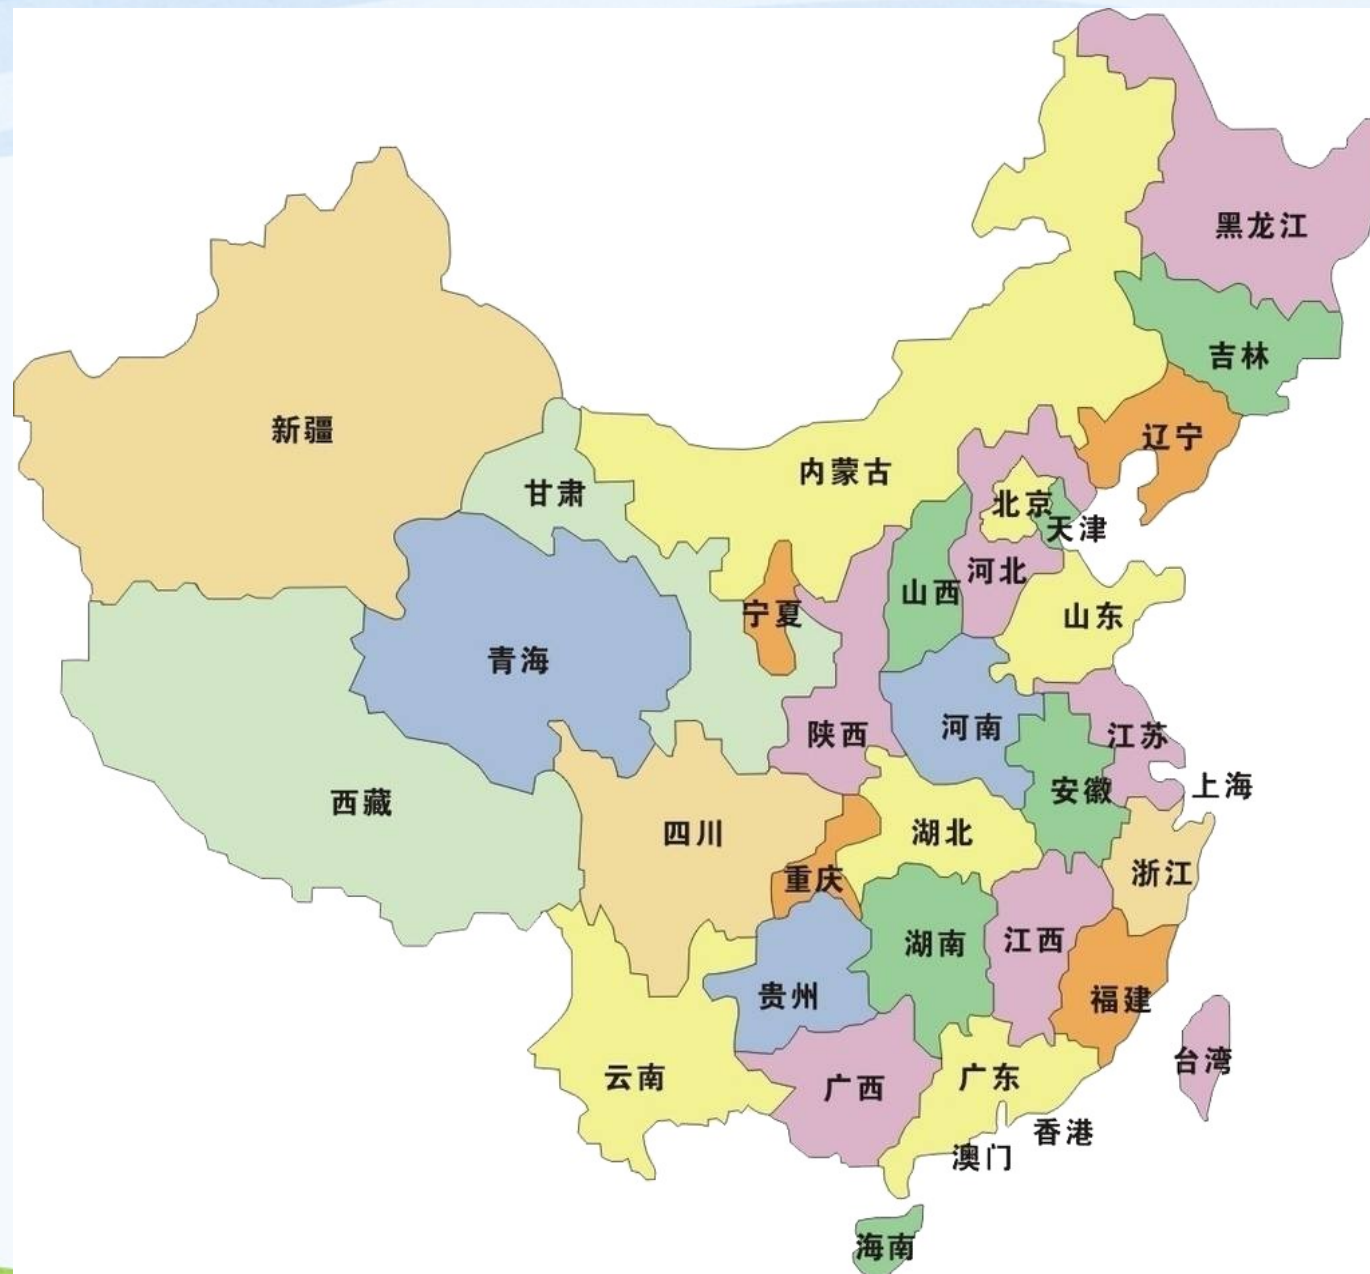 黑龙江
吉林
辽宁
新疆
内蒙古
甘肃
北京
天津
河北
山西
宁夏
山东
青海
陕西
河南
江苏
西藏
四川
安徽
上海
湖北
重庆
浙江
湖南
江西
贵州
福建
云南
广西
广东
台湾
香港
澳门
海南